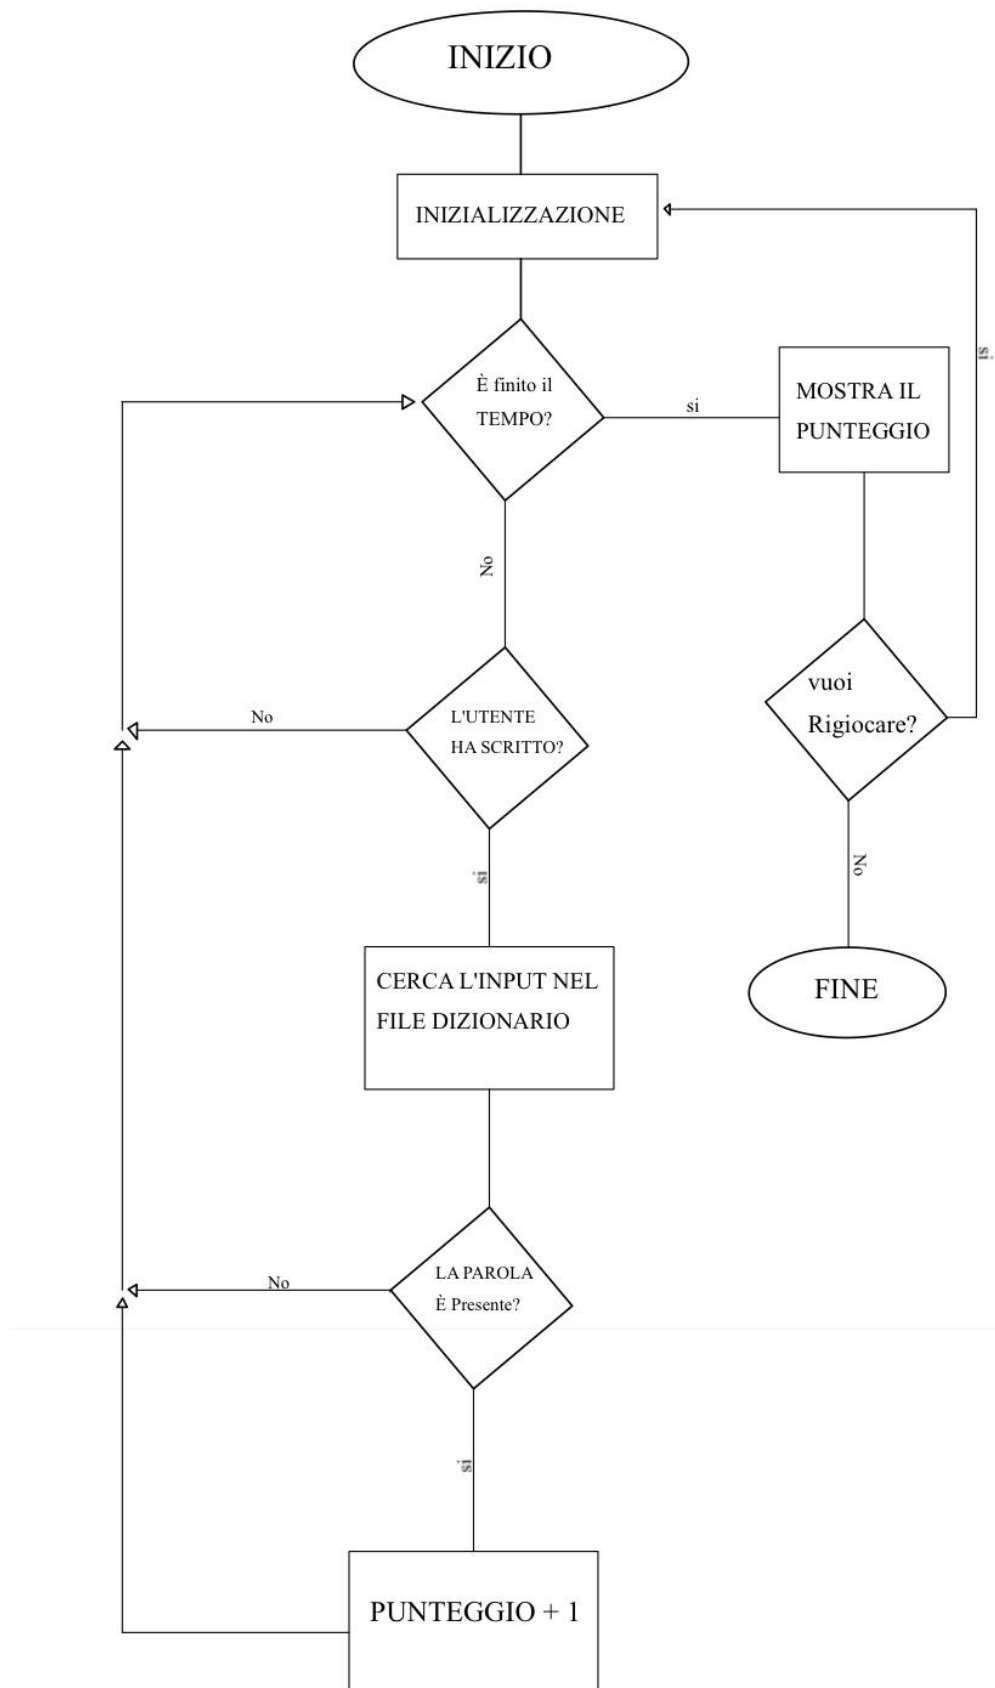 INIZIO
INIZIALIZZAZIONE
È finito il
TEMPO?
si
MOSTRA IL
PUNTEGGIO
si
No
vuoi
Rigiocare?
No
L'UTENTE
HA SCRITTO?
No
si
CERCA L'INPUT NEL
FILE DIZIONARIO
FINE
LA PAROLA
È Presente?
No
si
PUNTEGGIO + 1